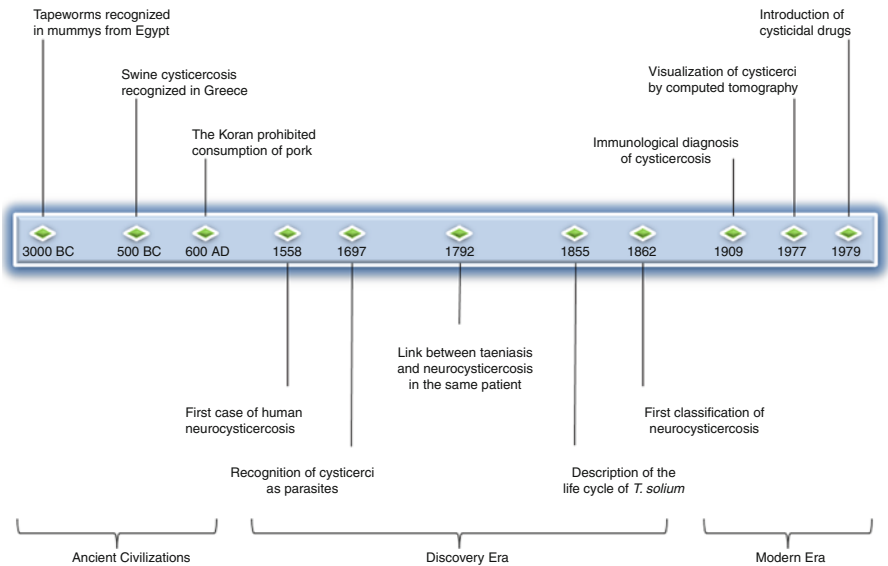 Tapeworms recognized
in mummys from Egypt
Swine cysticercosis
recognized in Greece
The Koran prohibited
consumption of pork
Introduction of
cysticidal drugs
Visualization of cysticerci
by computed tomography
Immunological diagnosis
of cysticercosis
3000 BC 500 BC 600 AD 1558 1697 1792 1855 1862 1909 1977 1979
Link between taeniasis
and neurocysticercosis
in the same patient
First case of human
neurocysticercosis
First classification of
neurocysticercosis
Recognition of cysticerci
as parasites
Description of the
life cycle of T. solium
Ancient Civilizations Discovery Era Modern Era